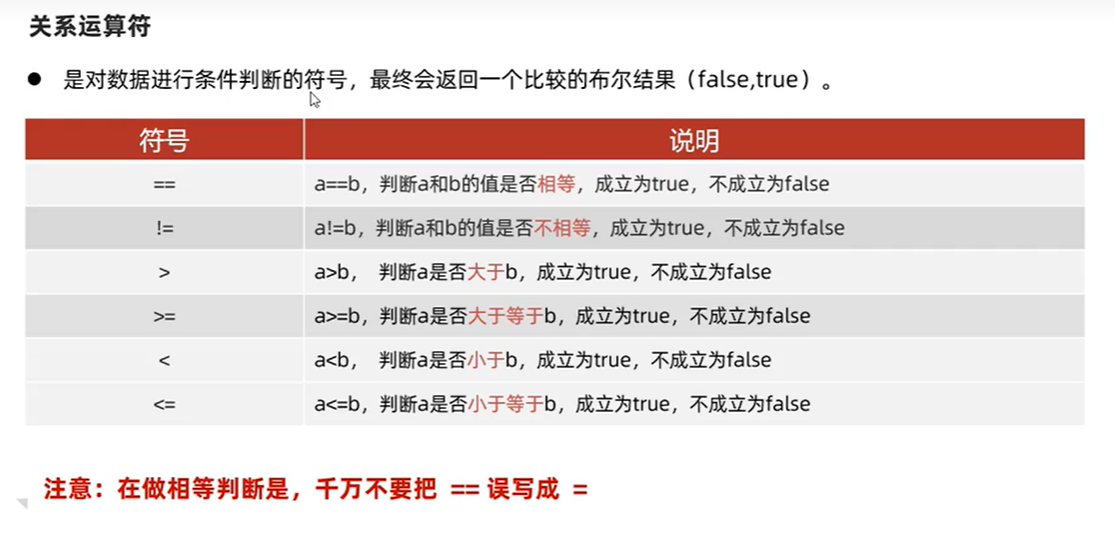 关系运算符
● 是对数据进行条件判断的符号，最终会返回一个比较的布尔结果（false,true）。
符号 说明
== a==b，判断a和b的值是否相等，成立为true，不成立为false
!= a!=b，判断a和b的值是否不相等，成立为true，不成立为false
> a>b， 判断a是否大于b，成立为true，不成立为false
>= a>=b，判断a是否大于等于b，成立为true，不成立为false
< a<b， 判断a是否小于b，成立为true，不成立为false
<= a<=b，判断a是否小于等于b，成立为true，不成立为false
注意：在做相等判断是，千万不要把 == 误写成 =